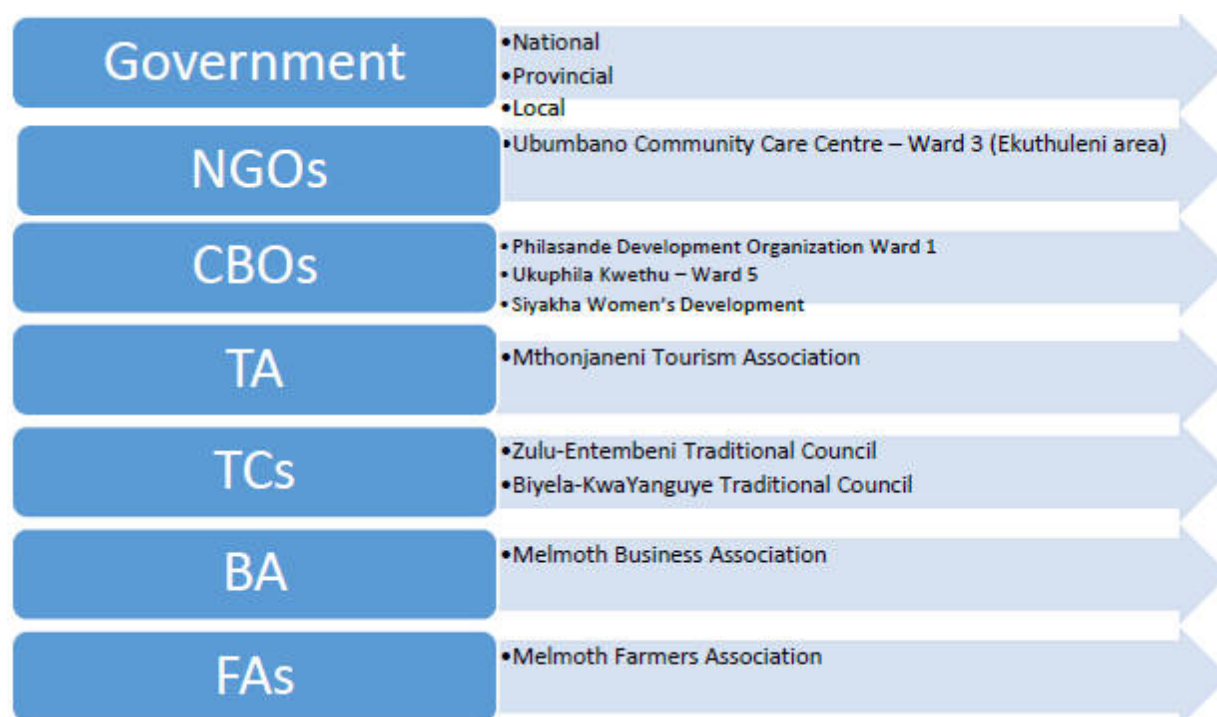 Government
•National
•Provincial
•Local
NGOs
•Ubumbano Community Care Centre – Ward 3 (Ekuthuleni area)
CBOs
•Philasande Development Organization Ward 1
•Ukuphila Kwethu – Ward 5
•Siyakha Women's Development
TA
•Mthonjaneni Tourism Association
TCs
•Zulu-Entembeni Traditional Council
•Biyela-KwaYanguye Traditional Council
BA
•Melmoth Business Association
FAs
•Melmoth Farmers Association